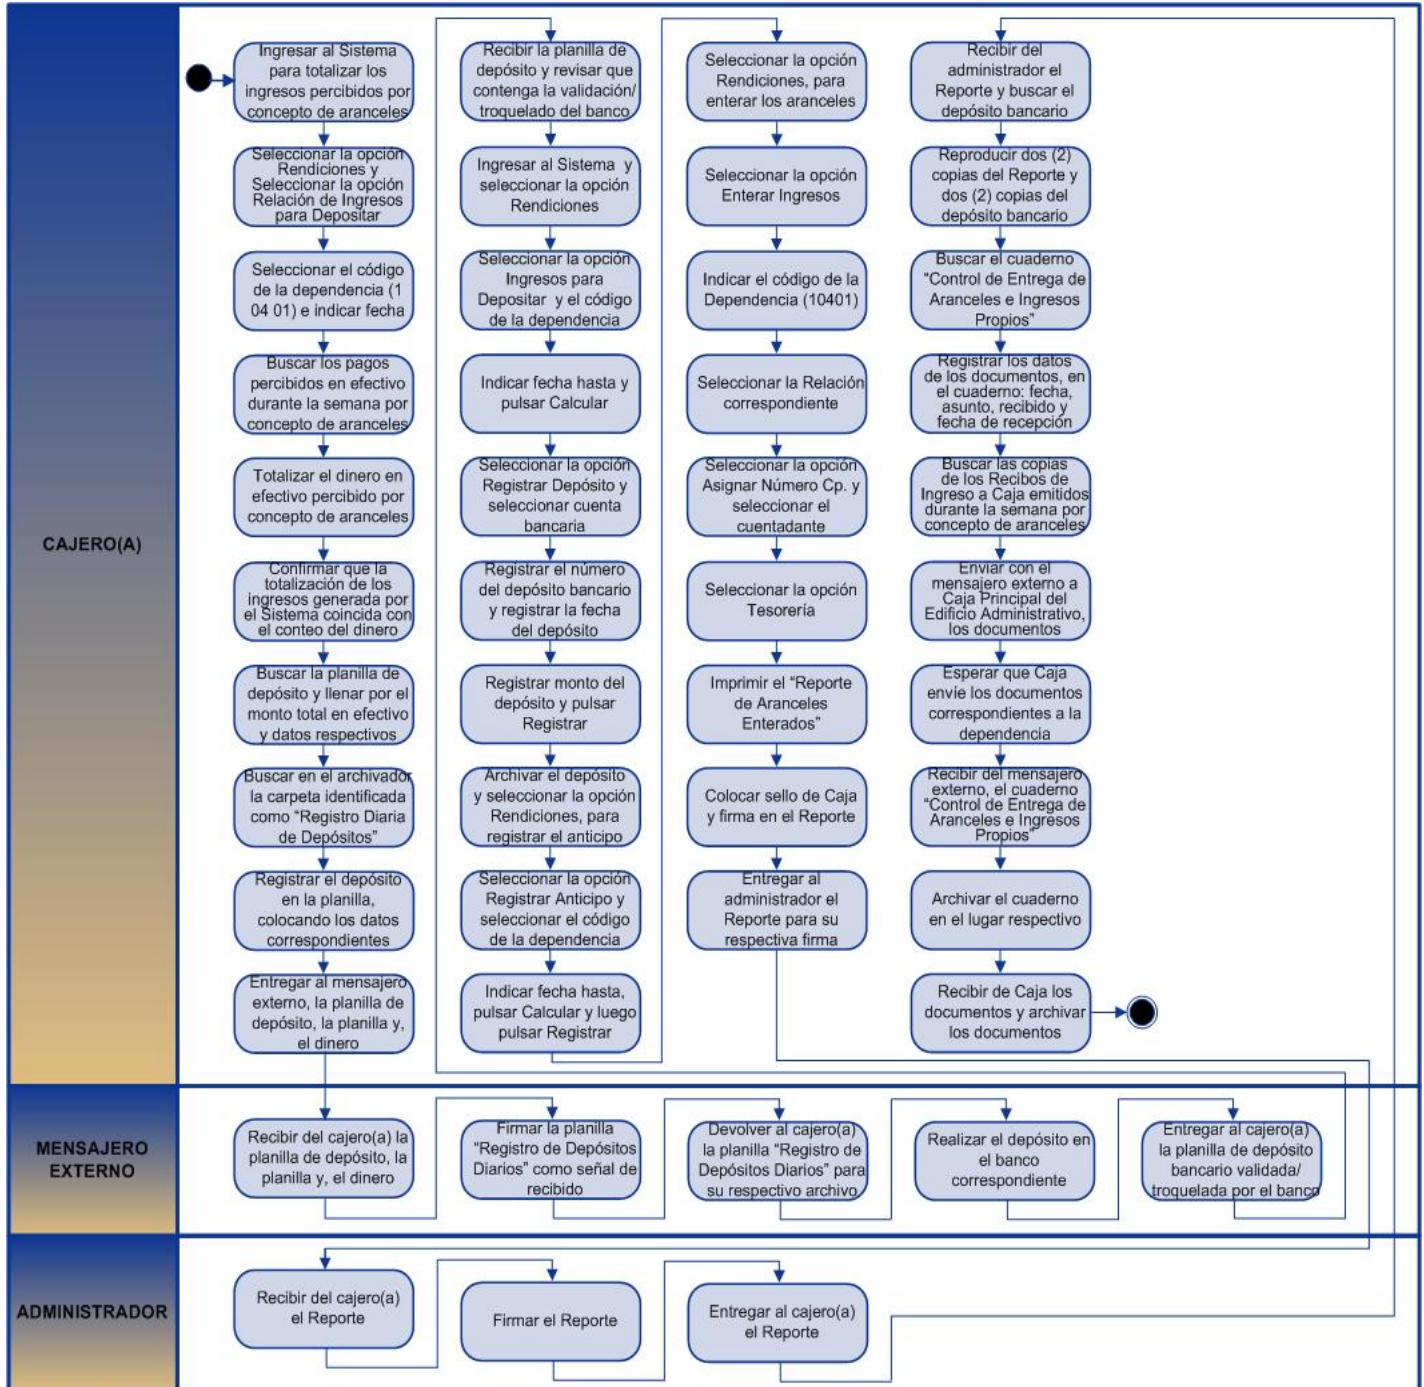 CAJERO(A)
Ingresar al Sistema
para totalizar los
ingresos percibidos por
concepto de aranceles
Seleccionar la opción
Rendiciones y
Seleccionar la opción
Relación de Ingresos
para Depositar
Seleccionar el código
de la dependencia (1
04 01) e indicar fecha
Buscar los pagos
percibidos en efectivo
durante la semana por
concepto de aranceles
Totalizar el dinero en
efectivo percibido por
concepto de aranceles
Confirmar que la
totalización de los
ingresos generada por
el Sistema coincida con
el conteo del dinero
Buscar la planilla de
depósito y llenar por el
monto total en efectivo
y datos respectivos
Buscar en el archivador
la carpeta identificada
como “Registro Diaria
de Depósitos”
Registrar el depósito
en la planilla,
colocando los datos
correspondientes
Entregar al mensajero
externo, la planilla de
depósito, la planilla y,
el dinero
Recibir la planilla de
depósito y revisar que
contenga la validación/
troquelado del banco
Ingresar al Sistema y
seleccionar la opción
Rendiciones
Seleccionar la opción
Ingresos para
Depositar y el código
de la dependencia
Indicar fecha hasta y
pulsar Calcular
Seleccionar la opción
Registrar Depósito y
seleccionar cuenta
bancaria
Registrar el número
del depósito bancario
y registrar la fecha
del depósito
Registrar monto del
depósito y pulsar
Registrar
Archivar el depósito
y seleccionar la opción
Rendiciones, para
registrar el anticipo
Seleccionar la opción
Registrar Anticipo y
seleccionar el código
de la dependencia
Indicar fecha hasta,
pulsar Calcular y luego
pulsar Registrar
Seleccionar la opción
Rendiciones, para
enterar los aranceles
Seleccionar la opción
Enterar Ingresos
Indicar el código de la
Dependencia (10401)
Seleccionar la Relación
correspondiente
Seleccionar la opción
Asignar Número Cp. y
seleccionar el
cuentadante
Seleccionar la opción
Tesorería
Imprimir el “Reporte
de Aranceles
Enterados”
Colocar sello de Caja
y firma en el Reporte
Entregar al
administrador el
Reporte para su
respectiva firma
Recibir del
administrador el
Reporte y buscar el
depósito bancario
Reproducir dos (2)
copias del Reporte y
dos (2) copias del
depósito bancario
Buscar el cuaderno
“Control de Entrega de
Aranceles e Ingresos
Propios”
Registrar los datos
de los documentos, en
el cuaderno: fecha,
asunto, recibido y
fecha de recepción
Buscar las copias
de los Recibos de
Ingreso a Caja emitidos
durante la semana por
concepto de aranceles
Enviar con el
mensajero externo a
Caja Principal del
Edificio Administrativo,
los documentos
Esperar que Caja
envíe los documentos
correspondientes a la
dependencia
Recibir del mensajero
externo, el cuaderno
“Control de Entrega de
Aranceles e Ingresos
Propios”
Archivar el cuaderno
en el lugar respectivo
Recibir de Caja los
documentos y archivar
los documentos
MENSAJERO
EXTERNO
Recibir del cajero(a) la
planilla de depósito, la
planilla y, el dinero
Firmar la planilla
“Registro de Depósitos
Diarios” como señal de
recibido
Devolver al cajero(a)
la planilla “Registro de
Depósitos Diarios” para
su respectivo archivo
Realizar el depósito en
el banco
correspondiente
Entregar al cajero(a)
la planilla de depósito
bancario validada/
troquelada por el banco
ADMINISTRADOR
Recibir del cajero(a)
el Reporte
Firmar el Reporte
Entregar al cajero(a)
el Reporte